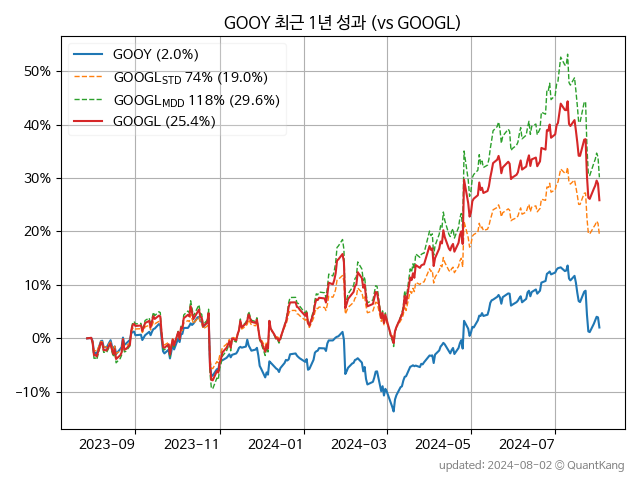 GOOY 최근 1년 성과 (vs GOOGL)
GOOY (2.0%)
GOOGL_STD 74% (19.0%)
GOOGL_MDD 118% (29.6%)
GOOGL (25.4%)
50%
40%
30%
20%
10%
0%
−10%
2023-09 2023-11 2024-01 2024-03 2024-05 2024-07
updated: 2024-08-02 © QuantKang